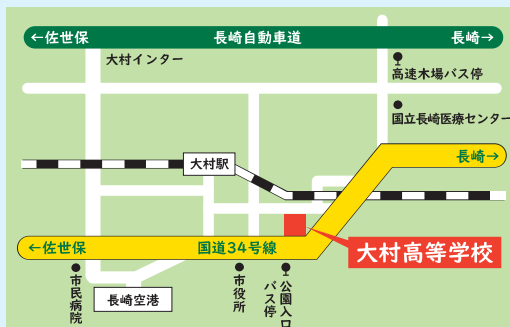 ←佐世保
長崎自動車道
長崎→
大村インター
高速木場バス停
国立長崎医療センター
長崎→
大村駅
←佐世保
国道34号線
大村高等学校
市民病院
長崎空港
市役所
公園入口
バス停